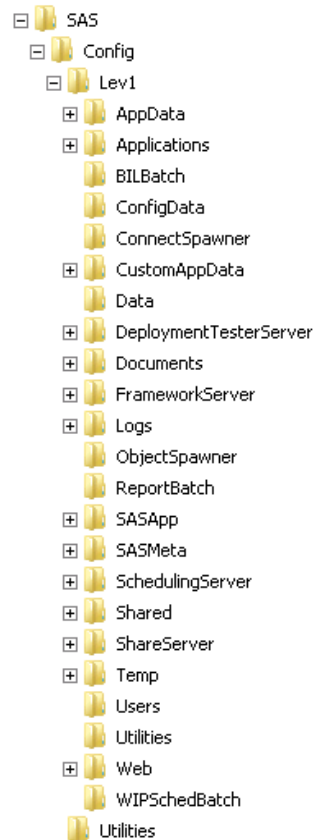 SAS
Config
Lev1
AppData
Applications
BILBatch
ConfigData
ConnectSpawner
CustomAppData
Data
DeploymentTesterServer
Documents
FrameworkServer
Logs
ObjectSpawner
ReportBatch
SASApp
SASMeta
SchedulingServer
Shared
ShareServer
Temp
Users
Utilities
Web
WIPSchedBatch
Utilities